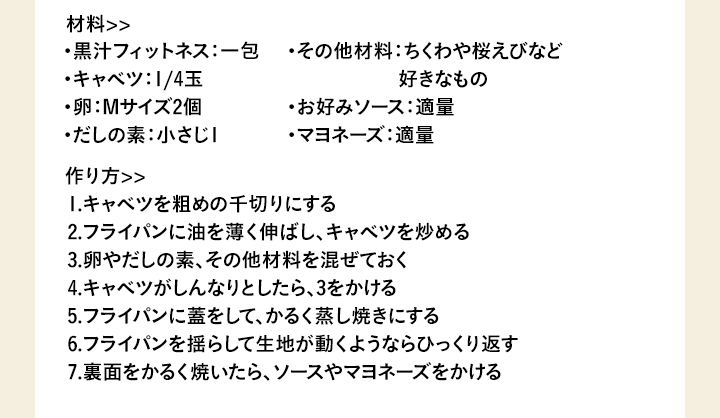 材料>>
・黒汁フィットネス：一包
・キャベツ：1/4玉
・卵：Mサイズ2個
・だしの素：小さじ1
・その他材料：ちくわや桜えびなど
好きなもの
・お好みソース：適量
・マヨネーズ：適量
作り方>>
1.キャベツを粗めの千切りにする
2.フライパンに油を薄く伸ばし、キャベツを炒める
3.卵やだしの素、その他材料を混ぜておく
4.キャベツがしんなりとしたら、3をかける
5.フライパンに蓋をして、かるく蒸し焼きにする
6.フライパンを揺らして生地が動くようならひっくり返す
7.裏面をかるく焼いたら、ソースやマヨネーズをかける